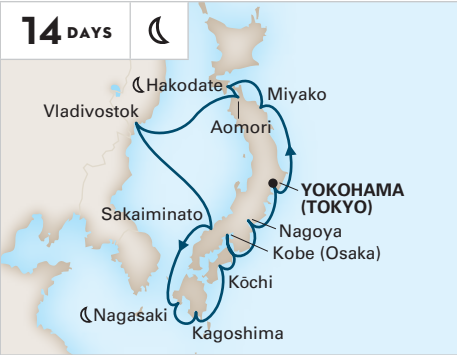 14 DAYS
Hakodate
Miyako
Vladivostok
Aomori
YOKOHAMA
(TOKYO)
Sakaiminato
Nagoya
Kobe (Osaka)
Kōchi
Nagasaki
Kagoshima